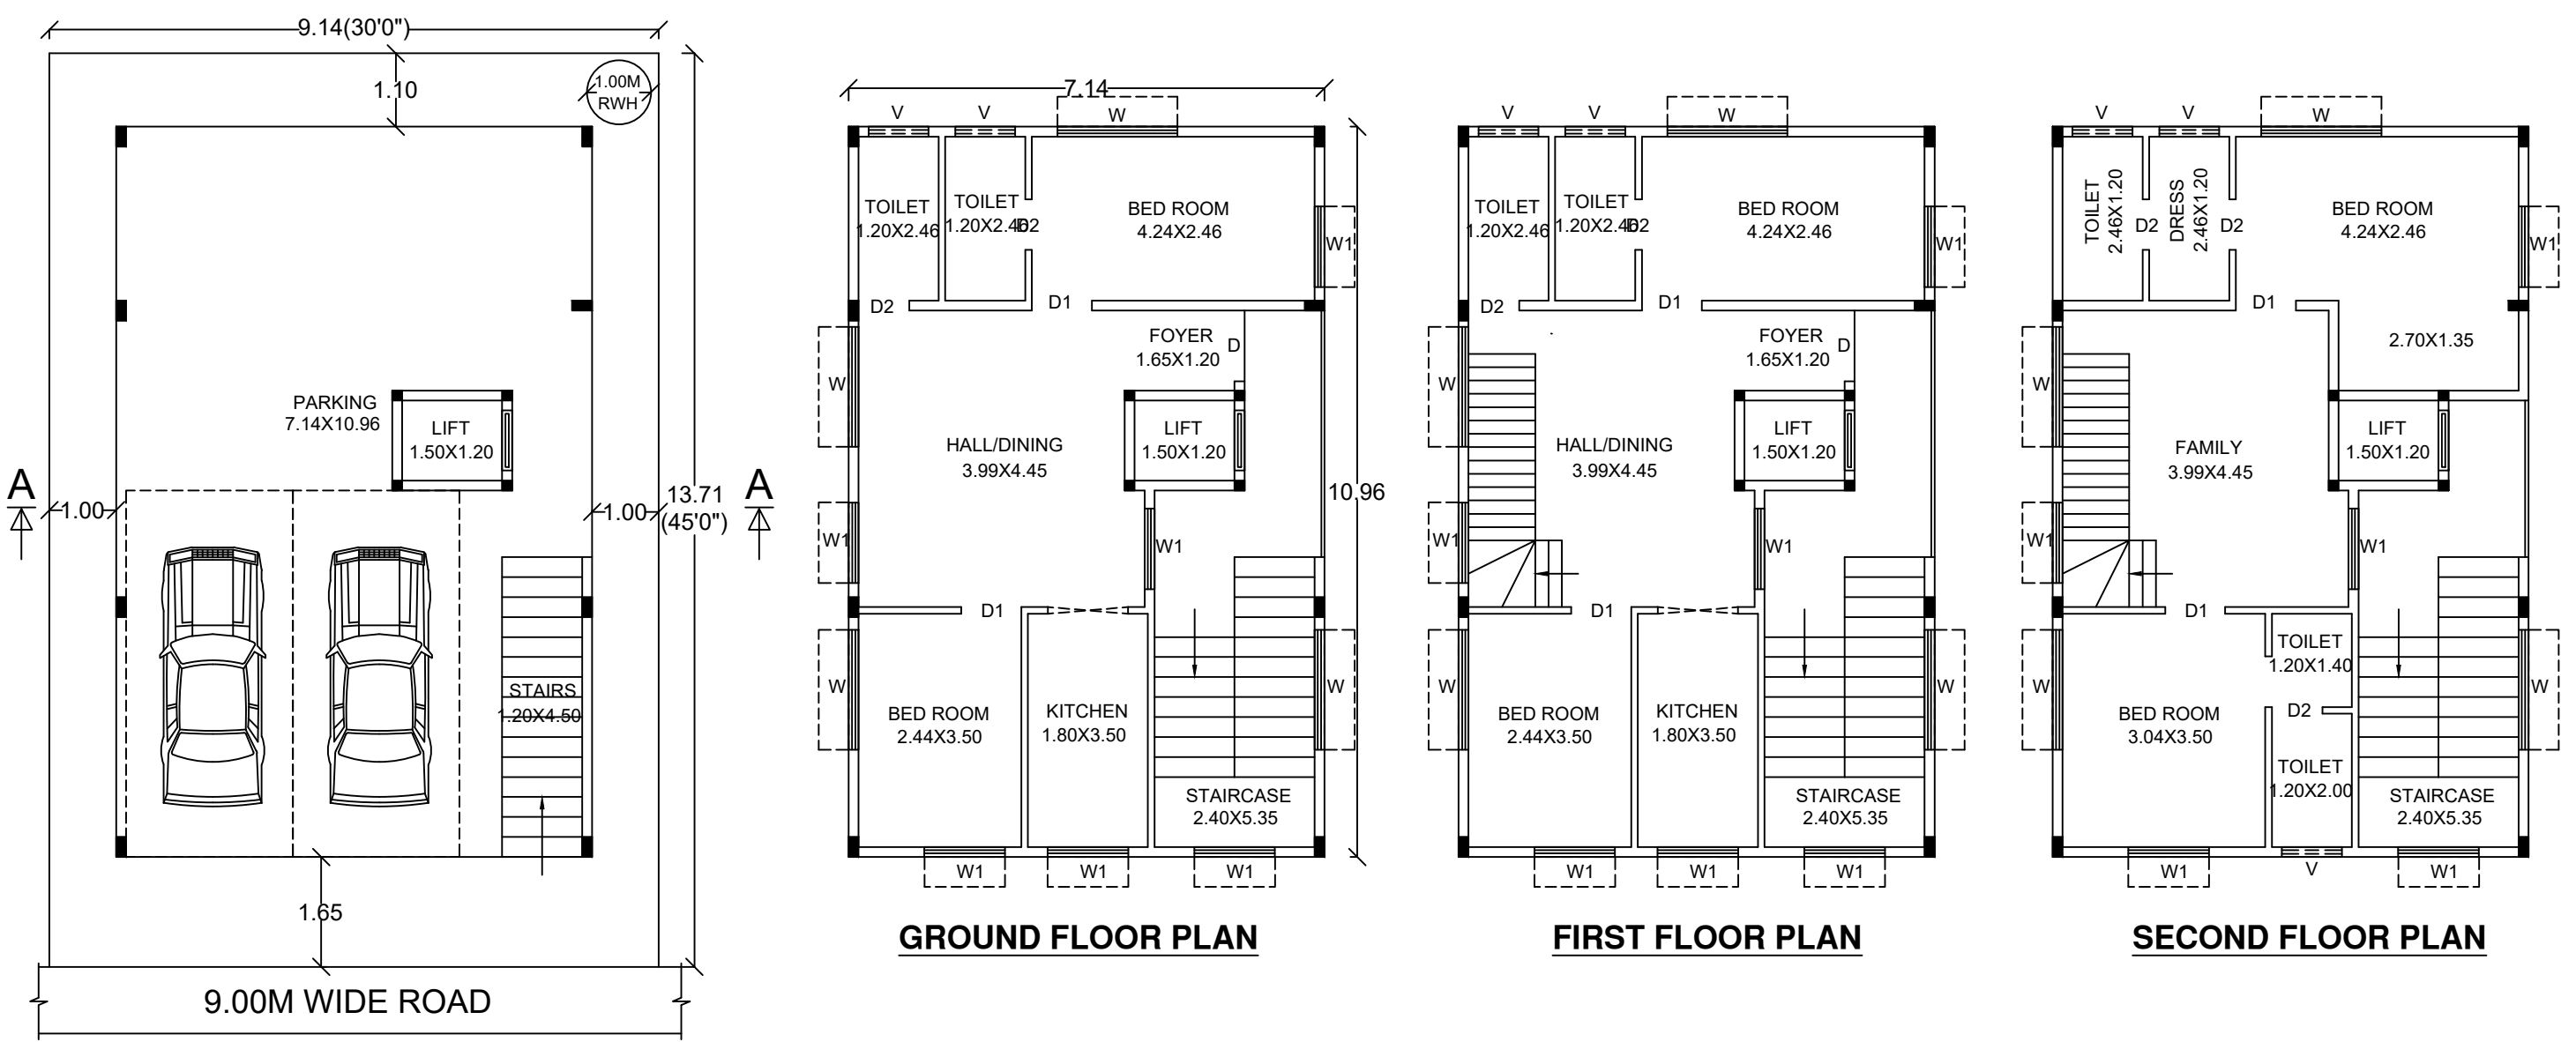 9.14(30'0")
1.10
1.00M
RWH
PARKING
7.14X10.96
LIFT
1.50X1.20
A
A
1.00
1.00
13.71
(45'0")
STAIRS
1.20X4.50
1.65
9.00M WIDE ROAD
7.14
V
V
W
TOILET
1.20X2.46
TOILET
1.20X2.46
D2
BED ROOM
4.24X2.46
W1
D2
D1
FOYER
1.65X1.20
D
W
LIFT
1.50X1.20
HALL/DINING
3.99X4.45
10.96
W1
W1
D1
W
W
BED ROOM
2.44X3.50
KITCHEN
1.80X3.50
STAIRCASE
2.40X5.35
W1
W1
W1
GROUND FLOOR PLAN
V
V
W
TOILET
1.20X2.46
TOILET
1.20X2.46
D2
BED ROOM
4.24X2.46
W1
D2
D1
FOYER
1.65X1.20
D
W
LIFT
1.50X1.20
HALL/DINING
3.99X4.45
W1
W1
D1
W
W
BED ROOM
2.44X3.50
KITCHEN
1.80X3.50
STAIRCASE
2.40X5.35
W1
W1
W1
FIRST FLOOR PLAN
V
V
W
TOILET
2.46X1.20
D2
DRESS
2.46X1.20
D2
BED ROOM
4.24X2.46
W1
D1
2.70X1.35
W
LIFT
1.50X1.20
FAMILY
3.99X4.45
W1
W1
D1
TOILET
1.20X1.40
W
W
D2
BED ROOM
3.04X3.50
TOILET
1.20X2.00
STAIRCASE
2.40X5.35
W1
V
W1
SECOND FLOOR PLAN